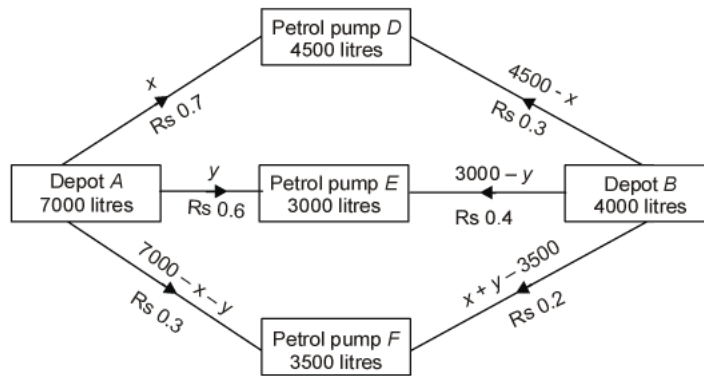 Petrol pump D
4500 litres
x
Rs 0.7
4500 - x
Rs 0.3
Depot A
7000 litres
y
Rs 0.6
Petrol pump E
3000 litres
3000 – y
Rs 0.4
Depot B
4000 litres
7000 – x – y
Rs 0.3
x + y – 3500
Rs 0.2
Petrol pump F
3500 litres